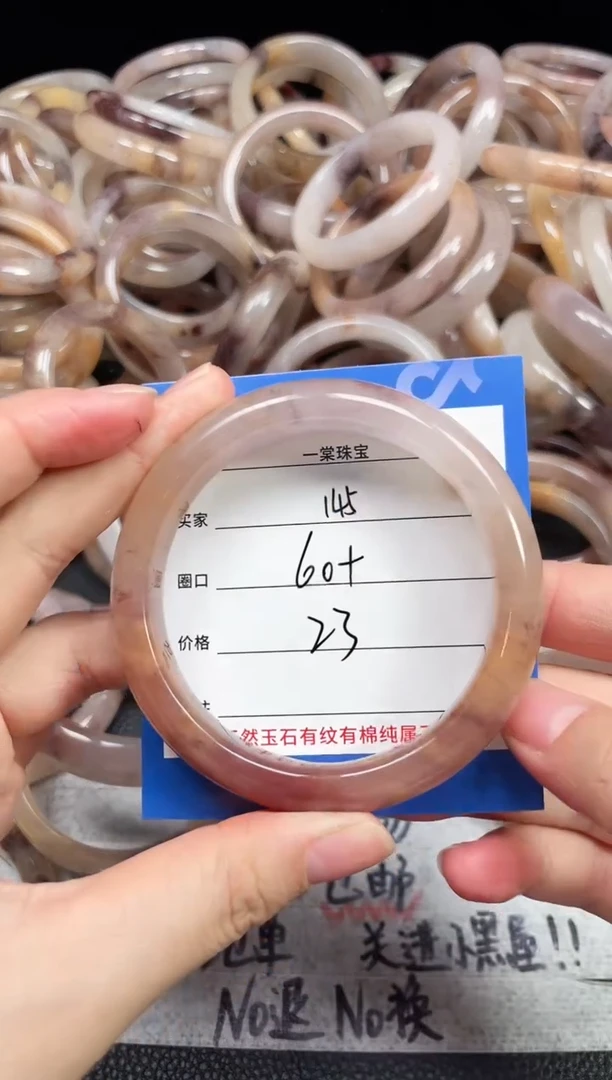 一棠珠宝
买家 145
圈口 60+
价格 23
然玉石有纹有棉纯属
包邮
单 关进小黑屋!!
No退 No换